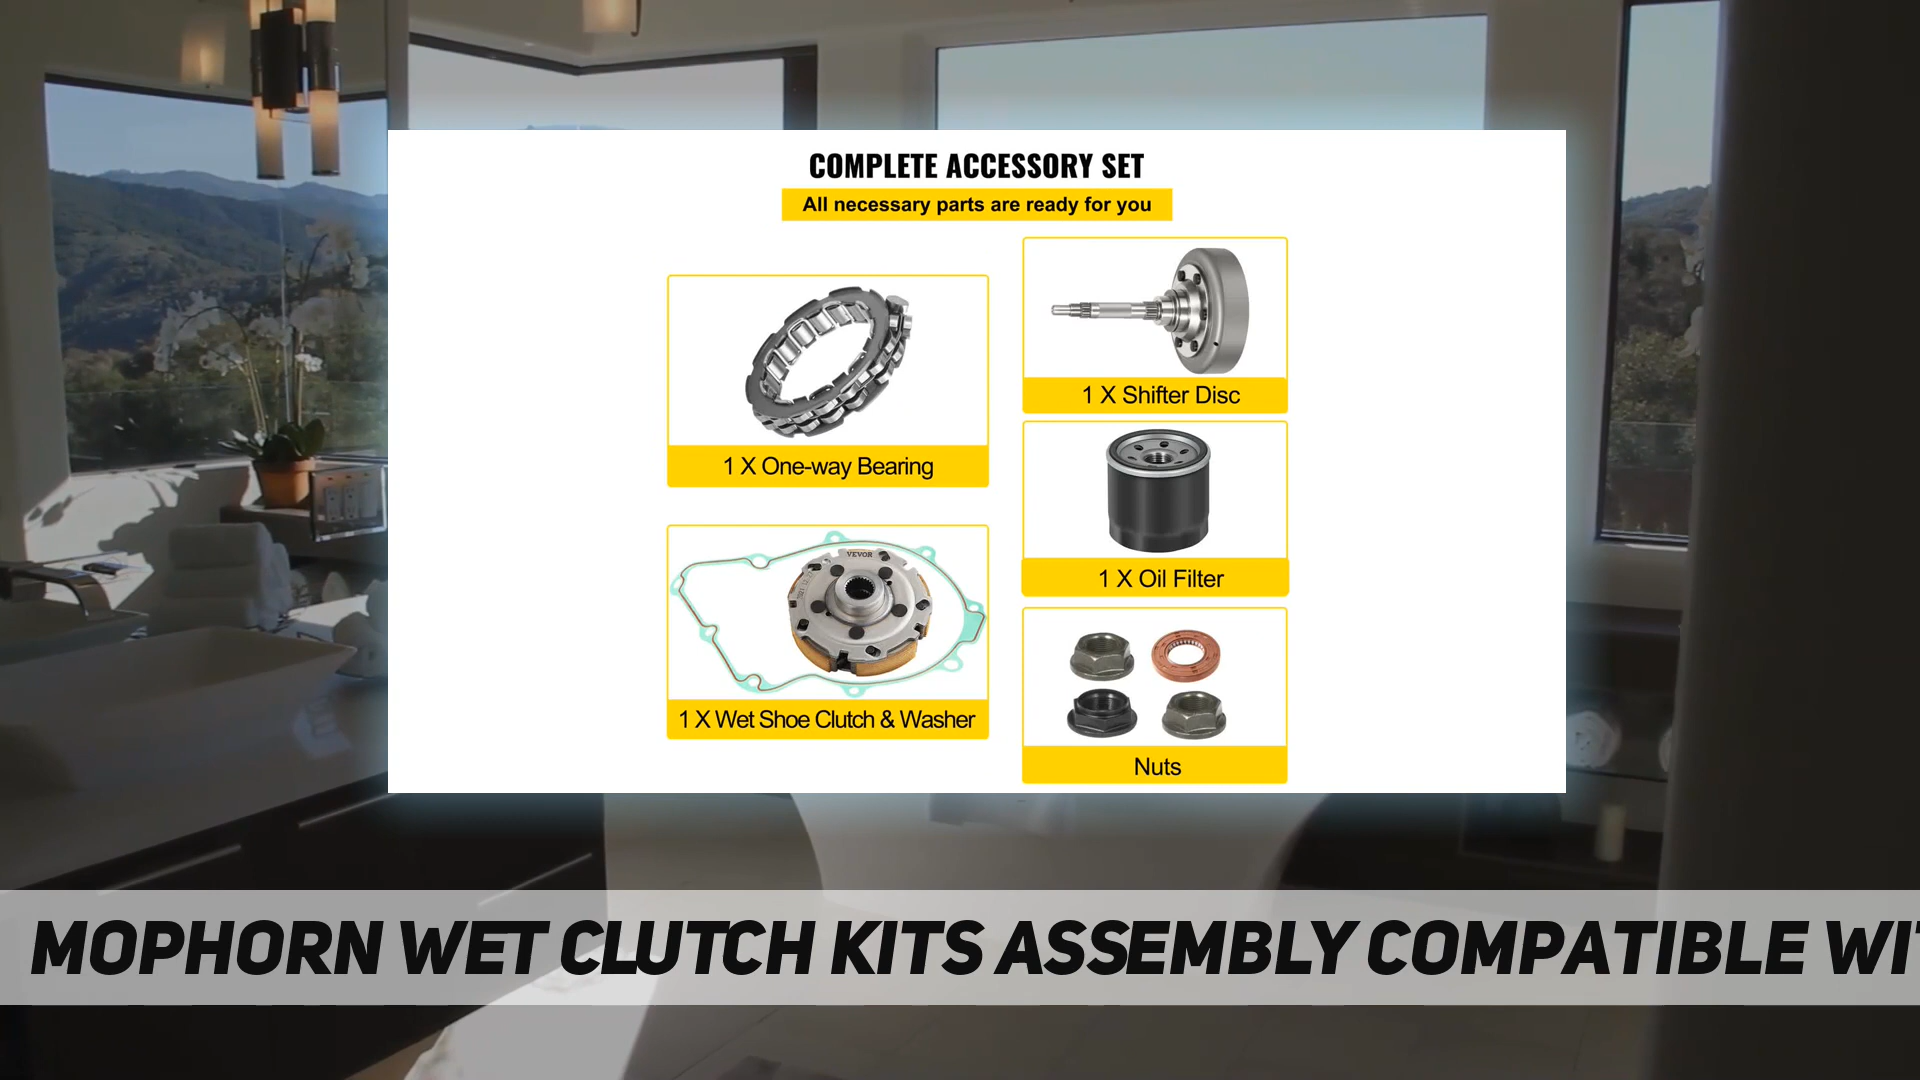 COMPLETE ACCESSORY SET
All necessary parts are ready for you
1 X One-way Bearing
1 X Shifter Disc
1 X Oil Filter
VEVOR
1 X Wet Shoe Clutch & Washer
Nuts
MOPHORN WET CLUTCH KITS ASSEMBLY COMPATIBLE WI